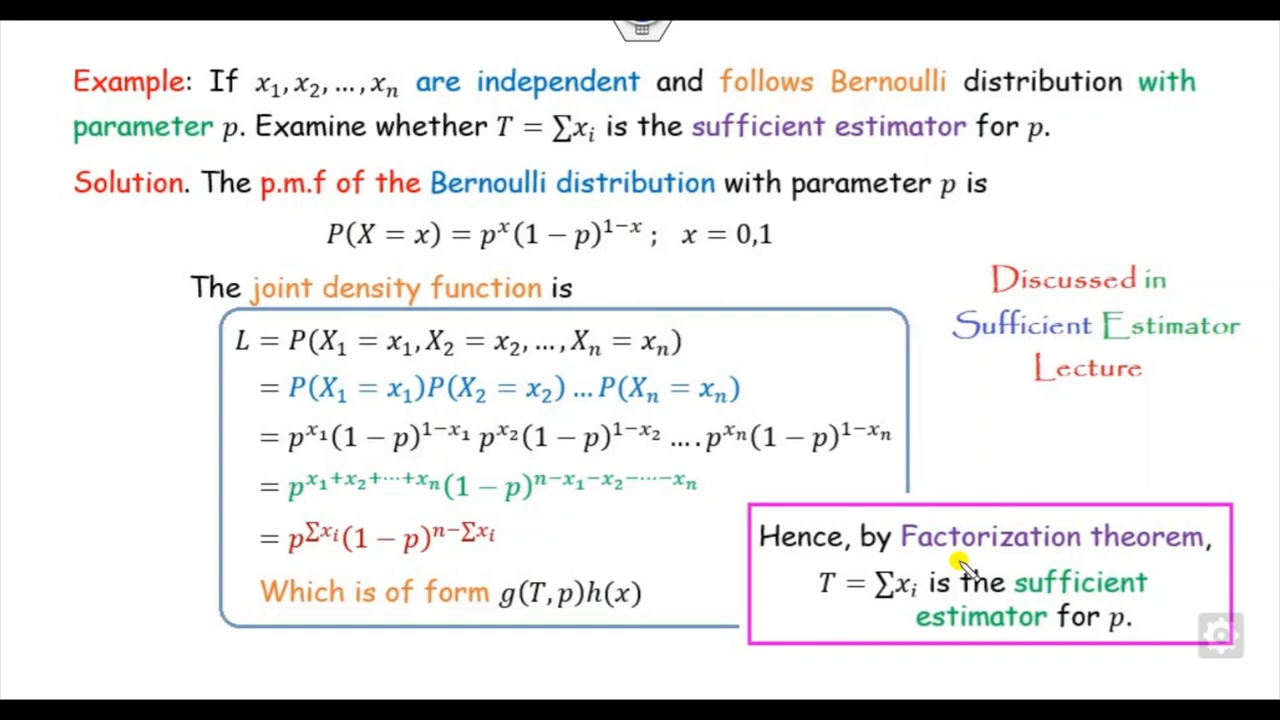 Example: If x₁, x₂, …, xₙ are independent and follows Bernoulli distribution with
parameter p. Examine whether T = ∑xᵢ is the sufficient estimator for p.
Solution. The p.m.f of the Bernoulli distribution with parameter p is
P(X = x) = p^x(1 − p)^{1−x} ; x = 0,1
The joint density function is
L = P(X₁ = x₁, X₂ = x₂, …, Xₙ = xₙ)
= P(X₁ = x₁)P(X₂ = x₂) … P(Xₙ = xₙ)
= p^{x₁}(1 − p)^{1−x₁} p^{x₂}(1 − p)^{1−x₂} …. p^{xₙ}(1 − p)^{1−xₙ}
= p^{x₁+x₂+⋯+xₙ}(1 − p)^{n−x₁−x₂−⋯−xₙ}
= p^{∑xᵢ}(1 − p)^{n−∑xᵢ}
Which is of form g(T, p)h(x)
Discussed in
Sufficient Estimator
Lecture
Hence, by Factorization theorem,
T = ∑xᵢ is the sufficient
estimator for p.